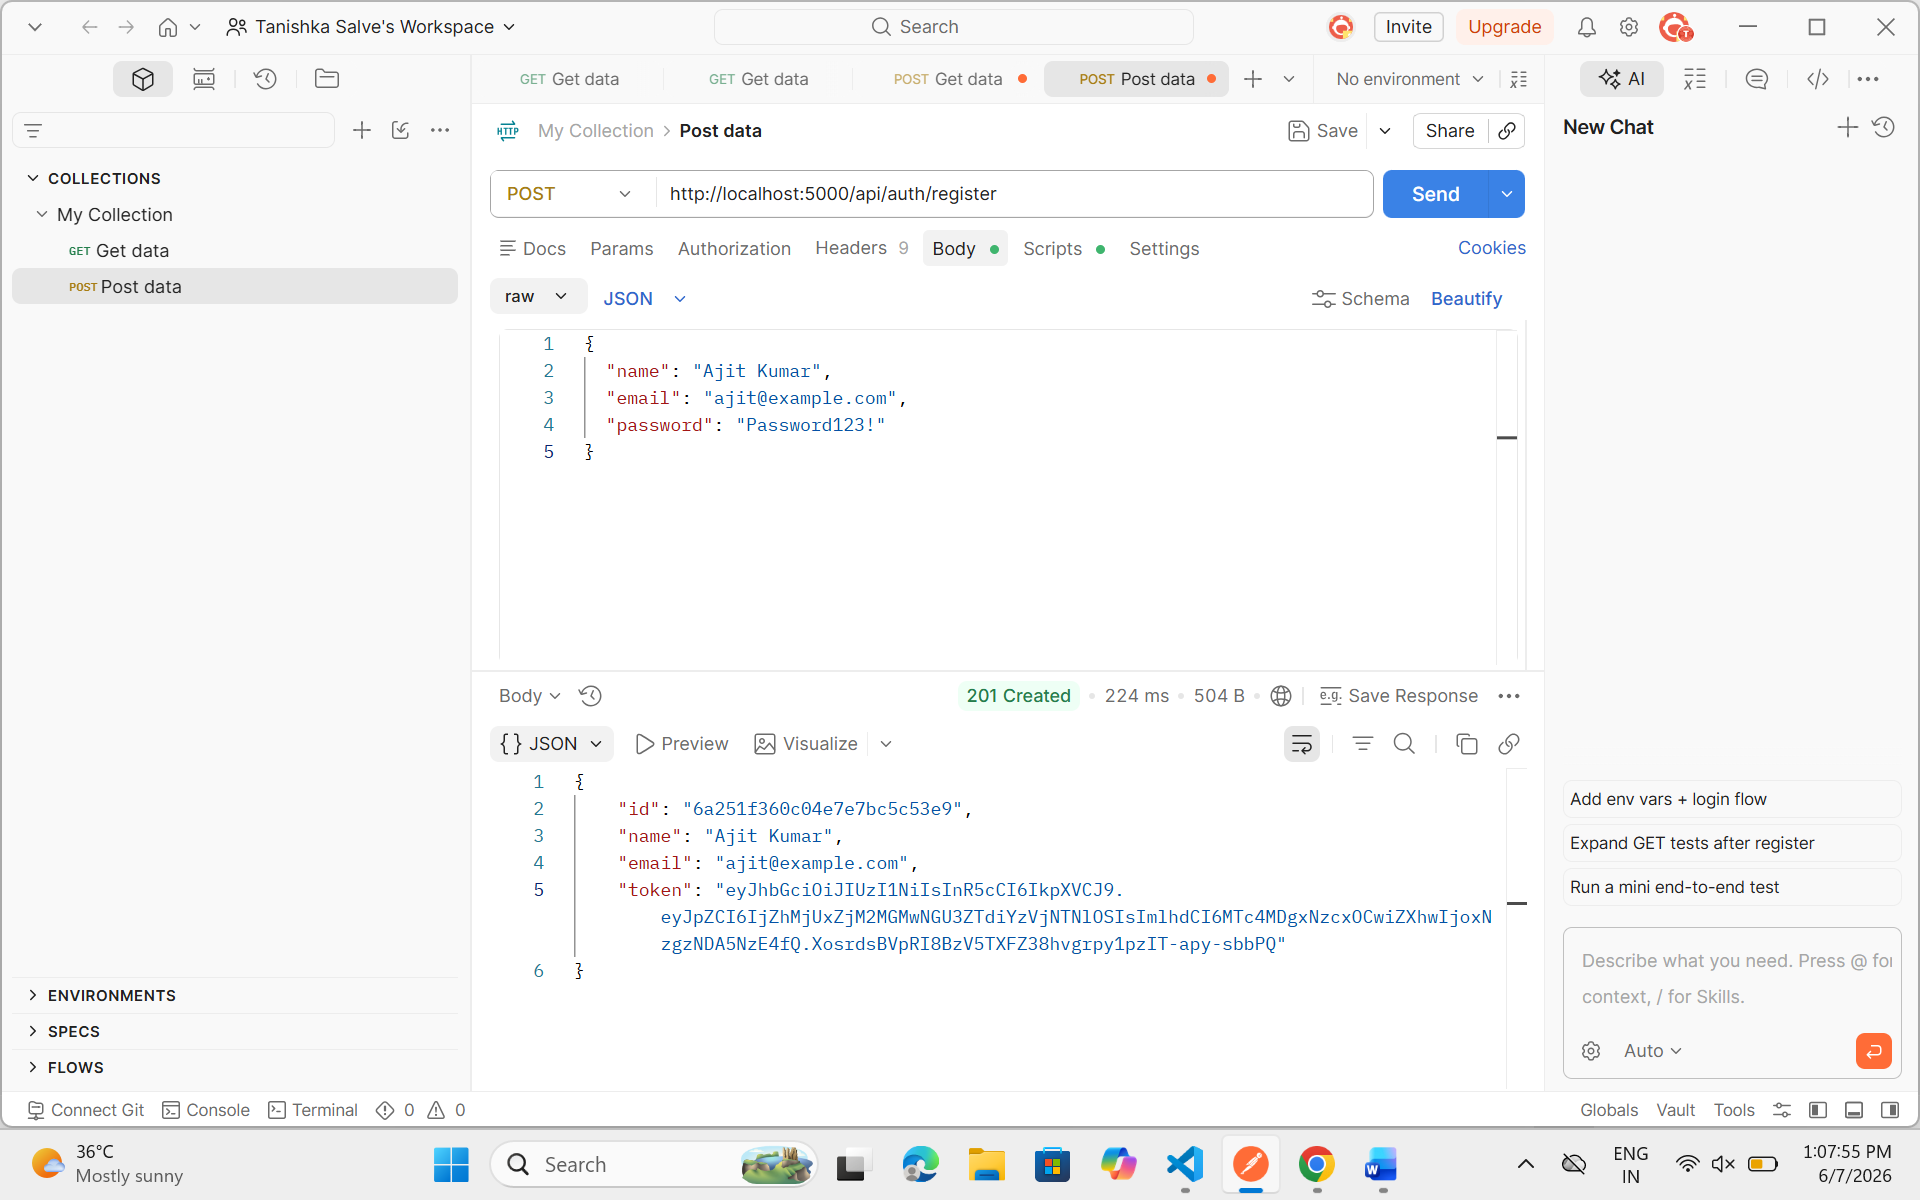 Tanishka Salve's Workspace
Search
Invite
Upgrade
GET Get data
GET Get data
POST Get data
POST Post data
No environment
AI
HTTP My Collection > Post data
Save
Share
New Chat
COLLECTIONS
My Collection
GET Get data
POST Post data
POST
http://localhost:5000/api/auth/register
Send
Docs Params Authorization Headers 9 Body Scripts Settings
Cookies
raw JSON
Schema Beautify
1 {
2 "name": "Ajit Kumar",
3 "email": "ajit@example.com",
4 "password": "Password123!"
5 }
Body
201 Created 224 ms 504 B
e.g. Save Response
{} JSON Preview Visualize
1 {
2 "id": "6a251f360c04e7e7bc5c53e9",
3 "name": "Ajit Kumar",
4 "email": "ajit@example.com",
5 "token": "eyJhbGciOiJIUzI1NiIsInR5cCI6IkpXVCJ9.
eyJpZCI6IjZhMjUxZjM2MGMwNGU3ZTdiYzVjNTNlOSIsImlhdCI6MTc4MDgxNzcxOCwiZXhwIjoxN
zgzNDA5NzE4fQ.XosrdsBVpRI8BzV5TXFZ38hvgrpy1pzIT-apy-sbbPQ"
6 }
Add env vars + login flow
Expand GET tests after register
Run a mini end-to-end test
Describe what you need. Press @ for
context, / for Skills.
Auto
ENVIRONMENTS
SPECS
FLOWS
Connect Git Console Terminal 0 0
Globals Vault Tools
36°C
Mostly sunny
Search
ENG
IN
1:07:55 PM
6/7/2026